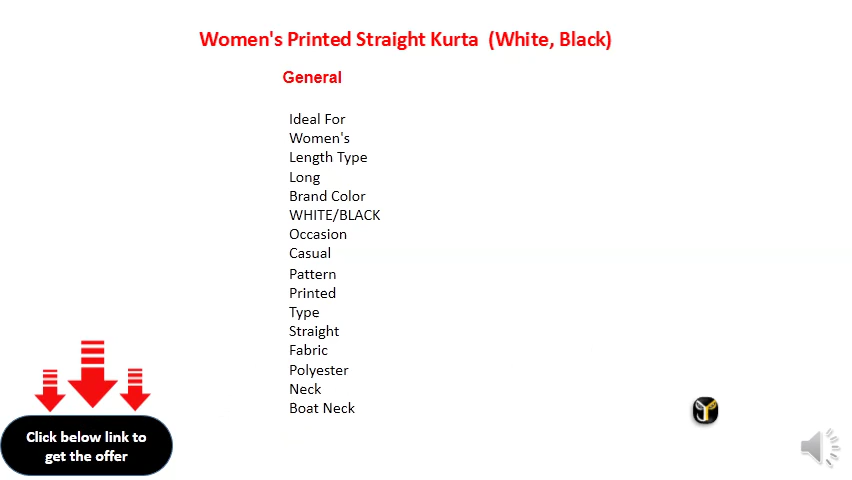 Women's Printed Straight Kurta  (White, Black)
General
Ideal For
Women's
Length Type
Long
Brand Color
WHITE/BLACK
Occasion
Casual
Pattern
Printed
Type
Straight
Fabric
Polyester
Neck
Boat Neck
Click below link to
get the offer